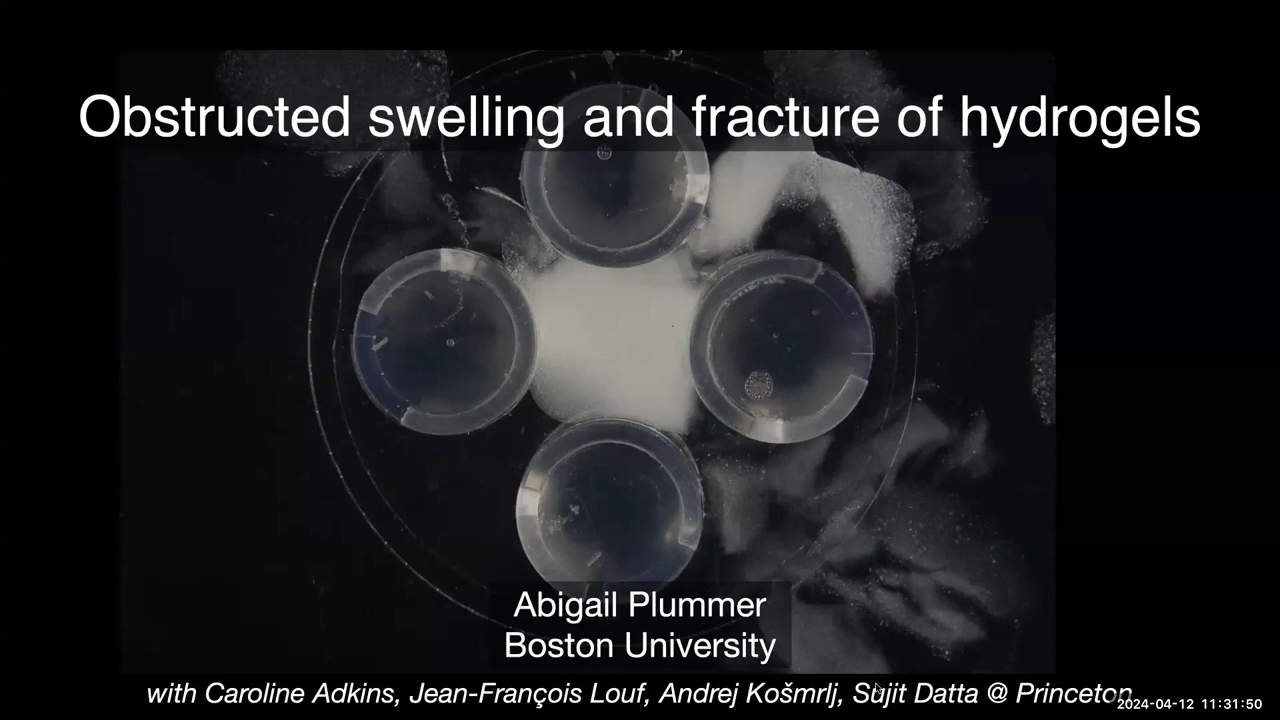 Obstructed swelling and fracture of hydrogels
Abigail Plummer
Boston University
with Caroline Adkins, Jean-François Louf, Andrej Košmrlj, Sujit Datta @ Princeton
2024-04-12 11:31:50